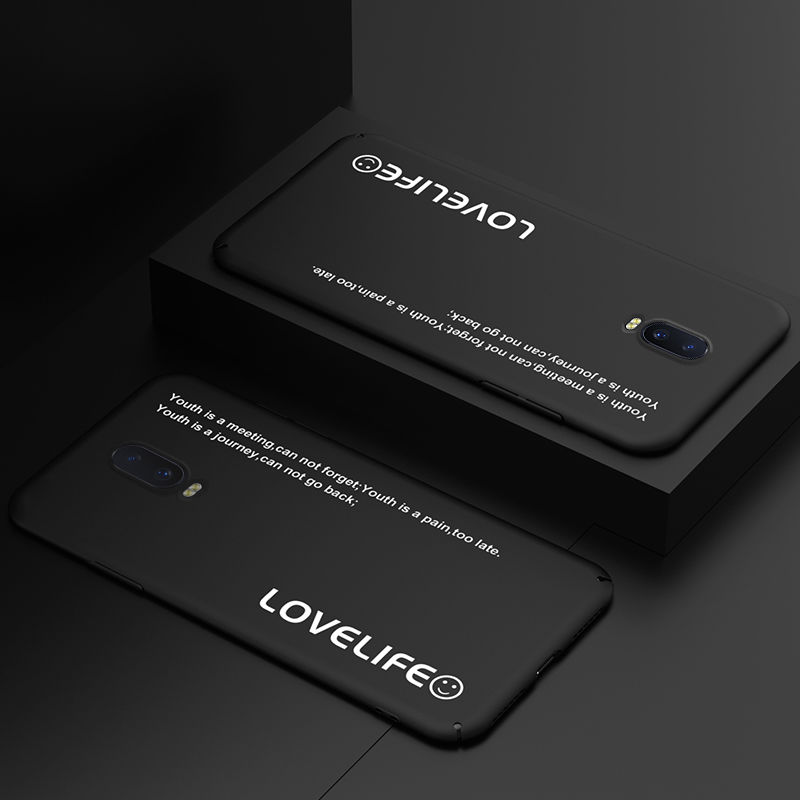 Youth is a meeting,can not forget;Youth is a pain,too late.
Youth is a journey,can not go back;
LOVELIFE☺
Youth is a meeting,can not forget;Youth is a pain,too late.
Youth is a journey,can not go back;
LOVELIFE☺